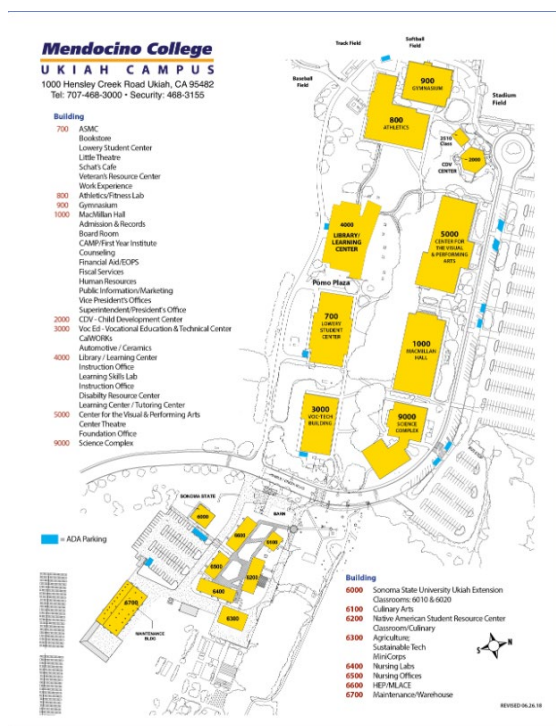 Mendocino College
UKIAH CAMPUS
1000 Hensley Creek Road Ukiah, CA 95482
Tel: 707-468-3000 • Security: 468-3155
Building
700 ASMC
Bookstore
Lowery Student Center
Little Theatre
Schat's Cafe
Veteran's Resource Center
Work Experience
800 Athletics/Fitness Lab
900 Gymnasium
1000 MacMillan Hall
Admission & Records
Board Room
CAMP/First Year Institute
Counseling
Financial Aid/EOPS
Fiscal Services
Human Resources
Public Information/Marketing
Vice President's Offices
Superintendent/President's Office
2000 CDV - Child Development Center
3000 Voc Ed - Vocational Education & Technical Center
CalWORKs
Automotive / Ceramics
4000 Library / Learning Center
Instruction Office
Learning Skills Lab
Instruction Office
Disabilty Resource Center
Learning Center / Tutoring Center
5000 Center for the Visual & Performing Arts
Center Theatre
Foundation Office
9000 Science Complex
Track Field
Softball
Field
Baseball
Field
Stadium
Field
900
GYMNASIUM
800
ATHLETICS
2010
Class
2000
CDV
CENTER
4000
LIBRARY/
LEARNING
CENTER
5000
CENTER FOR
THE VISUAL
& PERFORMING
ARTS
Pomo Plaza
700
LOWERY
STUDENT
CENTER
1000
MACMILLAN
HALL
3000
VOC-TECH
BUILDING
9000
SCIENCE
COMPLEX
SONOMA STATE
BARN
6000
6600
6100
6500
6200
6400
6300
6700
MAINTENANCE
BLDG
= ADA Parking
Building
6000 Sonoma State University Ukiah Extension
Classrooms: 6010 & 6020
6100 Culinary Arts
6200 Native American Student Resource Center
Classroom/Culinary
6300 Agriculture;
Sustainable Tech
MiniCorps
6400 Nursing Labs
6500 Nursing Offices
6600 HEP/MLACE
6700 Maintenance/Warehouse
S N
REVISED 06.26.18